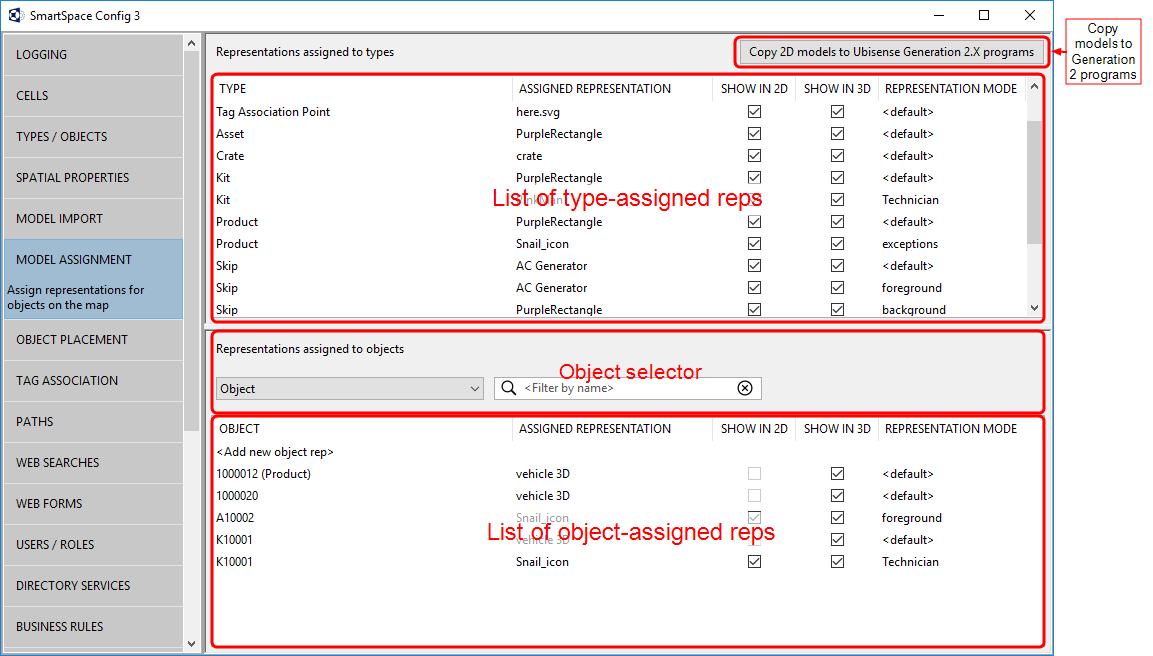 SmartSpace Config 3
LOGGING
CELLS
TYPES / OBJECTS
SPATIAL PROPERTIES
MODEL IMPORT
MODEL ASSIGNMENT
Assign representations for
objects on the map
OBJECT PLACEMENT
TAG ASSOCIATION
PATHS
WEB SEARCHES
WEB FORMS
USERS / ROLES
DIRECTORY SERVICES
BUSINESS RULES
Representations assigned to types
Copy 2D models to Ubisense Generation 2.X programs
Copy
models to
Generation
2 programs
TYPE ASSIGNED REPRESENTATION SHOW IN 2D SHOW IN 3D REPRESENTATION MODE
Tag Association Point here.svg <default>
Asset PurpleRectangle <default>
Crate crate <default>
Kit PurpleRectangle <default>
Kit Technician
List of type-assigned reps
Product PurpleRectangle <default>
Product Snail_icon exceptions
Skip AC Generator <default>
Skip AC Generator foreground
Skip PurpleRectangle background
Representations assigned to objects
Object selector
Object <Filter by name>
OBJECT ASSIGNED REPRESENTATION SHOW IN 2D SHOW IN 3D REPRESENTATION MODE
<Add new object rep>
1000012 (Product) vehicle 3D <default>
1000020 vehicle 3D <default>
A10002 Snail_icon foreground
List of object-assigned reps
K10001 vehicle 3D <default>
K10001 Snail_icon Technician